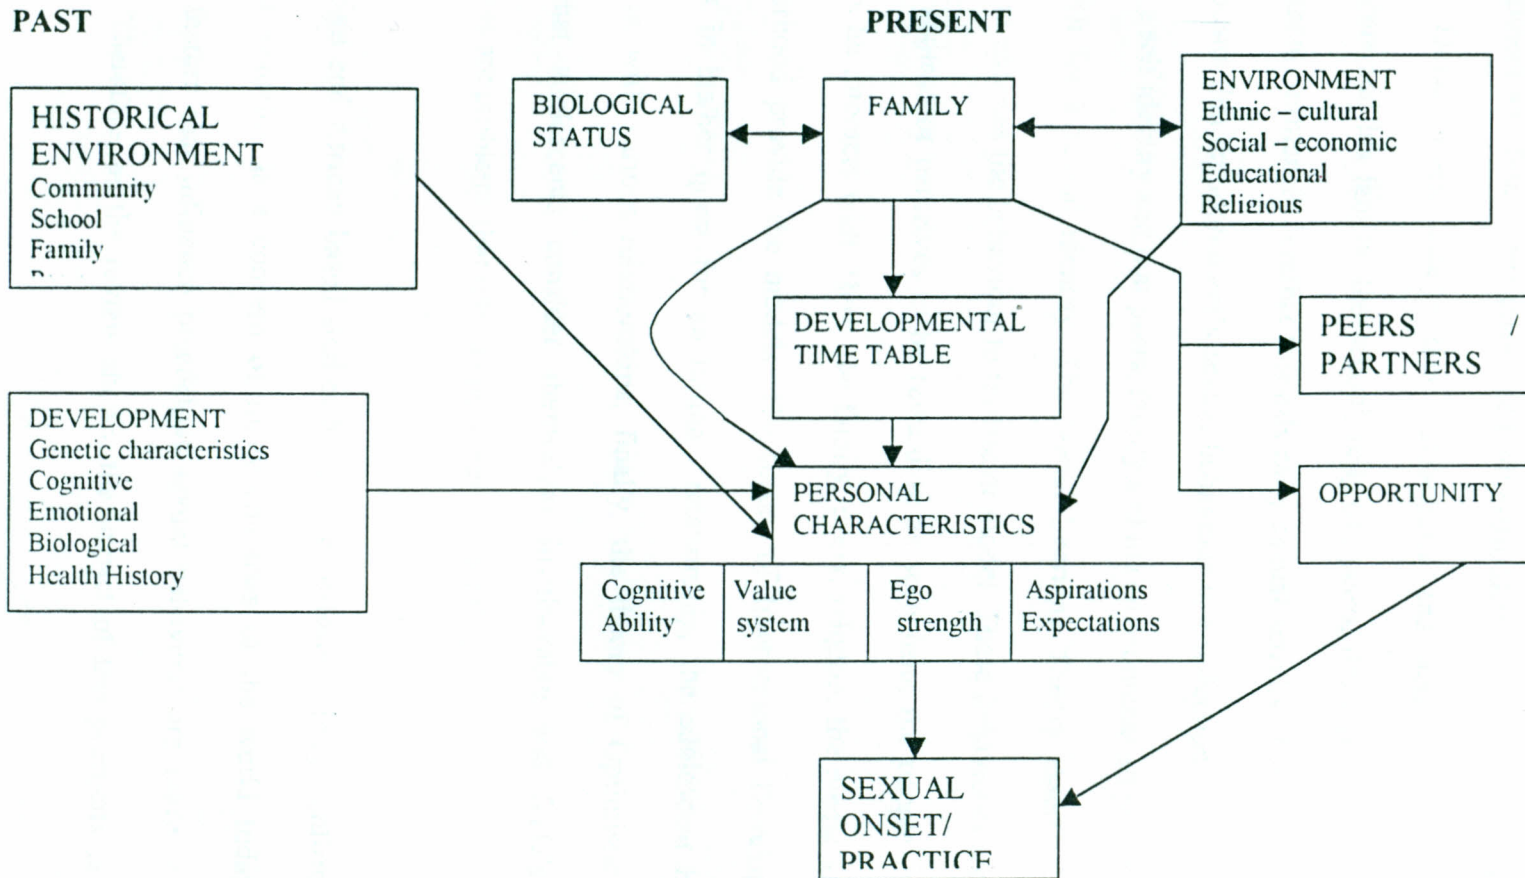 PAST
PRESENT
HISTORICAL
ENVIRONMENT
Community
School
Family
BIOLOGICAL
STATUS
FAMILY
ENVIRONMENT
Ethnic – cultural
Social – economic
Educational
Religious
DEVELOPMENTAL
TIME TABLE
PEERS /
PARTNERS
DEVELOPMENT
Genetic characteristics
Cognitive
Emotional
Biological
Health History
PERSONAL
CHARACTERISTICS
OPPORTUNITY
Cognitive
Ability
Value
system
Ego
strength
Aspirations
Expectations
SEXUAL
ONSET/
PRACTICE